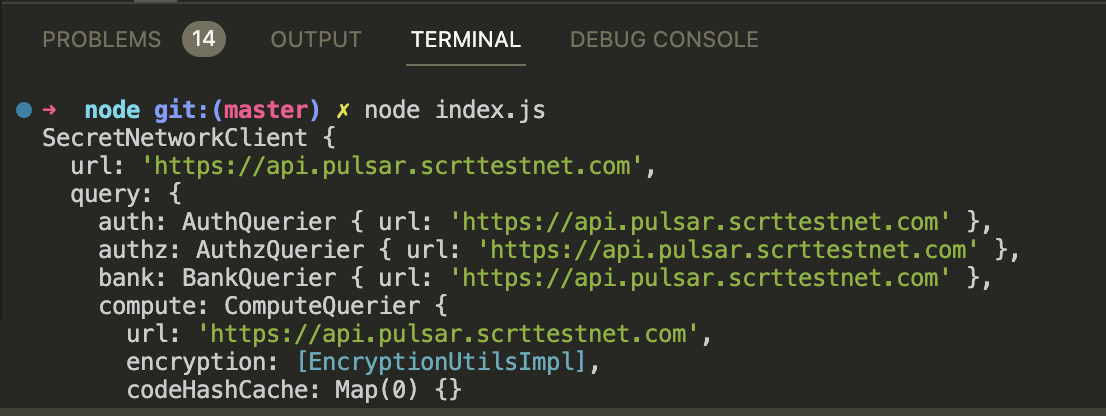 PROBLEMS 14 OUTPUT TERMINAL DEBUG CONSOLE
➜ node git:(master) ✗ node index.js
SecretNetworkClient {
  url: 'https://api.pulsar.scrttestnet.com',
  query: {
    auth: AuthQuerier { url: 'https://api.pulsar.scrttestnet.com' },
    authz: AuthzQuerier { url: 'https://api.pulsar.scrttestnet.com' },
    bank: BankQuerier { url: 'https://api.pulsar.scrttestnet.com' },
    compute: ComputeQuerier {
      url: 'https://api.pulsar.scrttestnet.com',
      encryption: [EncryptionUtilsImpl],
      codeHashCache: Map(0) {}